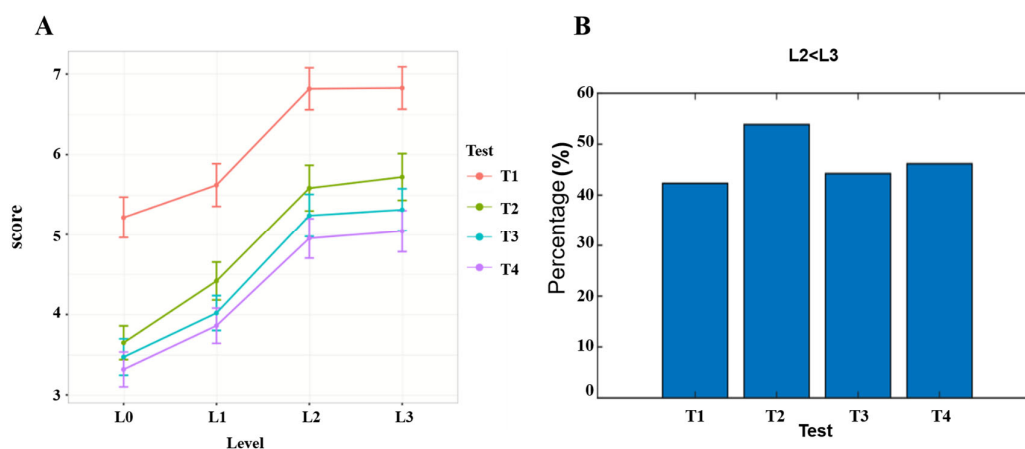 A
7
6
5
4
3
score
L0 L1 L2 L3
Level
Test
T1
T2
T3
T4
B
L2<L3
60
50
40
30
20
10
0
Percentage (%)
T1 T2 T3 T4
Test